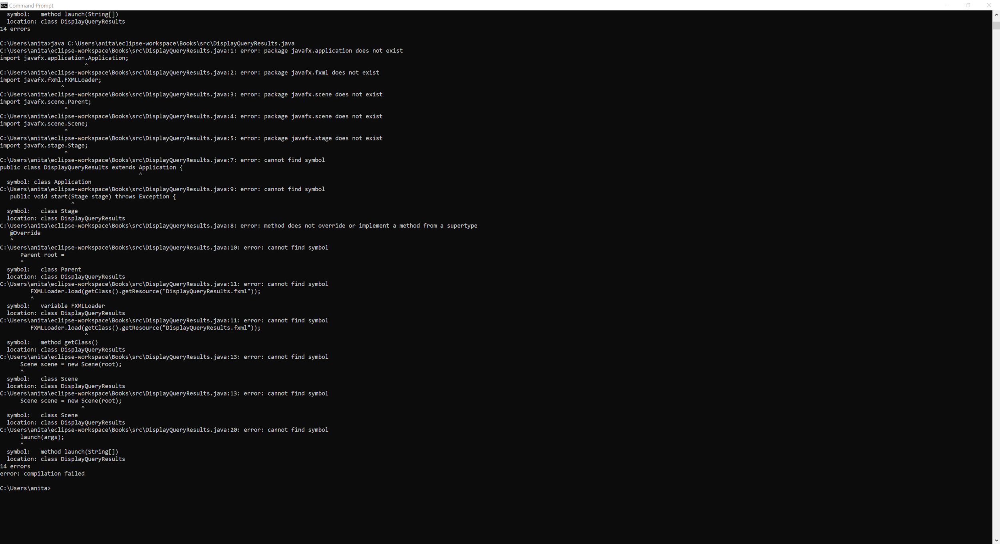 Command Prompt
  symbol:   method launch(String[])
  location: class DisplayQueryResults
14 errors

C:\Users\anita>java C:\Users\anita\eclipse-workspace\Books\src\DisplayQueryResults.java
C:\Users\anita\eclipse-workspace\Books\src\DisplayQueryResults.java:1: error: package javafx.application does not exist
import javafx.application.Application;
                         ^
C:\Users\anita\eclipse-workspace\Books\src\DisplayQueryResults.java:2: error: package javafx.fxml does not exist
import javafx.fxml.FXMLLoader;
                  ^
C:\Users\anita\eclipse-workspace\Books\src\DisplayQueryResults.java:3: error: package javafx.scene does not exist
import javafx.scene.Parent;
                   ^
C:\Users\anita\eclipse-workspace\Books\src\DisplayQueryResults.java:4: error: package javafx.scene does not exist
import javafx.scene.Scene;
                   ^
C:\Users\anita\eclipse-workspace\Books\src\DisplayQueryResults.java:5: error: package javafx.stage does not exist
import javafx.stage.Stage;
                   ^
C:\Users\anita\eclipse-workspace\Books\src\DisplayQueryResults.java:7: error: cannot find symbol
public class DisplayQueryResults extends Application {
                                         ^
  symbol: class Application
C:\Users\anita\eclipse-workspace\Books\src\DisplayQueryResults.java:9: error: cannot find symbol
   public void start(Stage stage) throws Exception {
                     ^
  symbol:   class Stage
  location: class DisplayQueryResults
C:\Users\anita\eclipse-workspace\Books\src\DisplayQueryResults.java:8: error: method does not override or implement a method from a supertype
   @Override
   ^
C:\Users\anita\eclipse-workspace\Books\src\DisplayQueryResults.java:10: error: cannot find symbol
      Parent root =
      ^
  symbol:   class Parent
  location: class DisplayQueryResults
C:\Users\anita\eclipse-workspace\Books\src\DisplayQueryResults.java:11: error: cannot find symbol
         FXMLLoader.load(getClass().getResource("DisplayQueryResults.fxml"));
         ^
  symbol:   variable FXMLLoader
  location: class DisplayQueryResults
C:\Users\anita\eclipse-workspace\Books\src\DisplayQueryResults.java:11: error: cannot find symbol
         FXMLLoader.load(getClass().getResource("DisplayQueryResults.fxml"));
                         ^
  symbol:   method getClass()
  location: class DisplayQueryResults
C:\Users\anita\eclipse-workspace\Books\src\DisplayQueryResults.java:13: error: cannot find symbol
      Scene scene = new Scene(root);
      ^
  symbol:   class Scene
  location: class DisplayQueryResults
C:\Users\anita\eclipse-workspace\Books\src\DisplayQueryResults.java:13: error: cannot find symbol
      Scene scene = new Scene(root);
                        ^
  symbol:   class Scene
  location: class DisplayQueryResults
C:\Users\anita\eclipse-workspace\Books\src\DisplayQueryResults.java:20: error: cannot find symbol
      launch(args);
      ^
  symbol:   method launch(String[])
  location: class DisplayQueryResults
14 errors
error: compilation failed

C:\Users\anita>